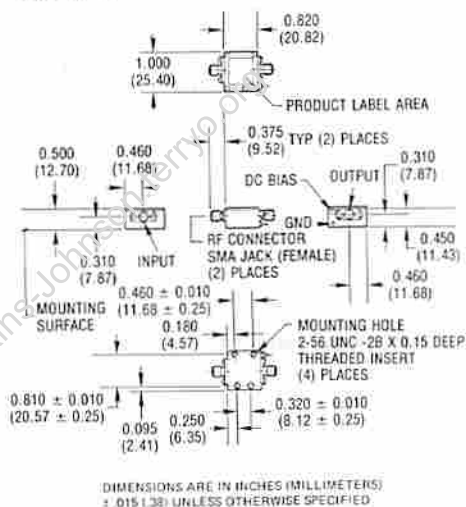 0.820
(20.82)
1.000
(25.40)
PRODUCT LABEL AREA
0.375
(9.52)
TYP (2) PLACES
0.500
(12.70)
0.460
(11.68)
DC BIAS
OUTPUT
0.310
(7.87)
GND
INPUT
0.310
(7.87)
RF CONNECTOR
SMA JACK (FEMALE)
(2) PLACES
0.450
(11.43)
0.460
(11.68)
MOUNTING
SURFACE
0.460 ± 0.010
(11.68 ± 0.25)
0.180
(4.57)
MOUNTING HOLE
2-56 UNC -2B X 0.15 DEEP
THREADED INSERT
(4) PLACES
0.810 ± 0.010
(20.57 ± 0.25)
0.095
(2.41)
0.250
(6.35)
0.320 ± 0.010
(8.12 ± 0.25)
DIMENSIONS ARE IN INCHES (MILLIMETERS)
± .015 (.38) UNLESS OTHERWISE SPECIFIED